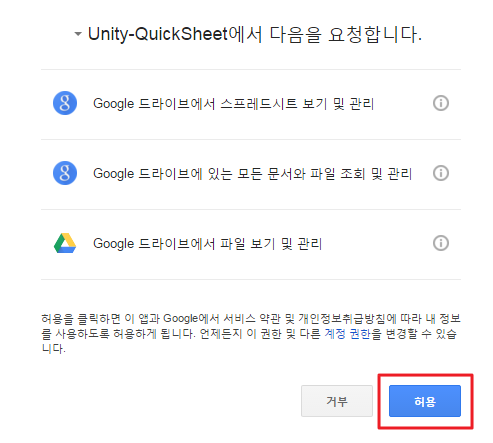 Unity-QuickSheet에서 다음을 요청합니다.
Google 드라이브에서 스프레드시트 보기 및 관리
Google 드라이브에 있는 모든 문서와 파일 조회 및 관리
Google 드라이브에서 파일 보기 및 관리
허용을 클릭하면 이 앱과 Google에서 서비스 약관 및 개인정보취급방침에 따라 내 정보
를 사용하도록 허용하게 됩니다. 언제든지 이 권한 및 다른 계정 권한을 변경할 수 있습
니다.
거부
허용